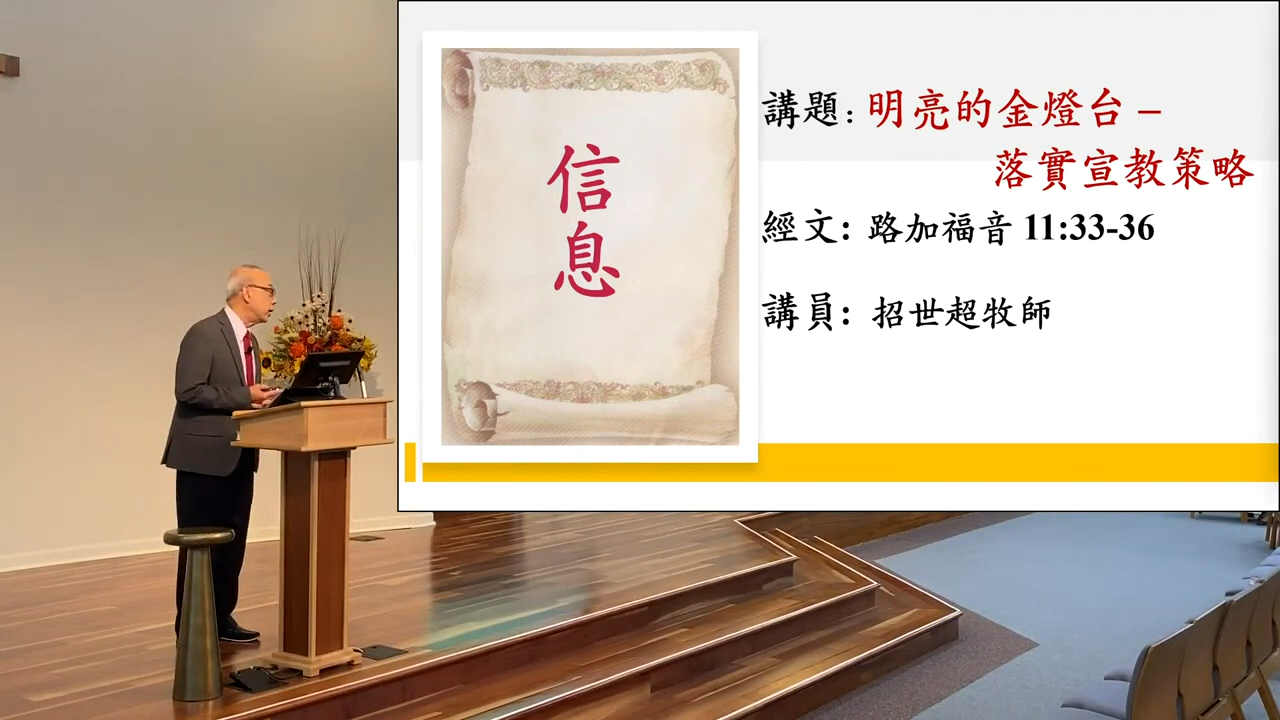 信
息
講題: 明亮的金燈台 –
落實宣教策略
經文: 路加福音 11:33-36
講員: 招世超牧師